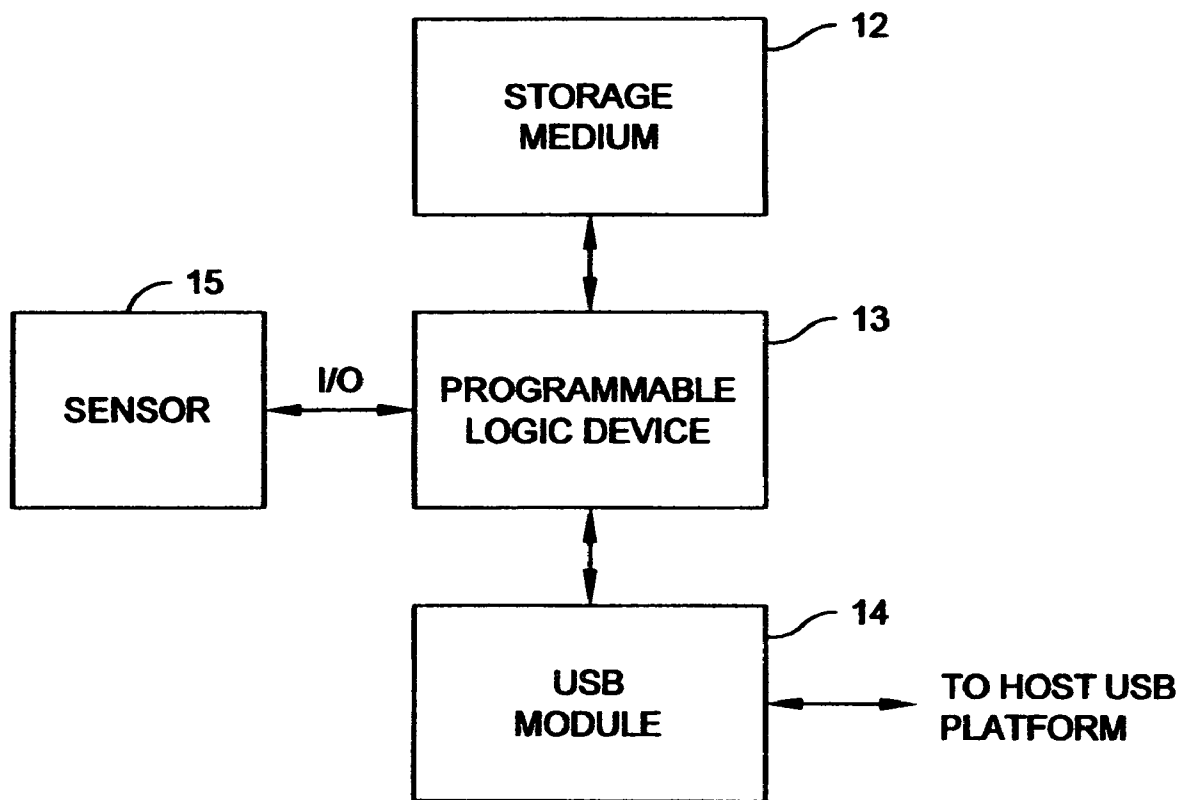 12
STORAGE
MEDIUM
15
13
I/O
SENSOR
PROGRAMMABLE
LOGIC DEVICE
14
USB
MODULE
TO HOST USB
PLATFORM